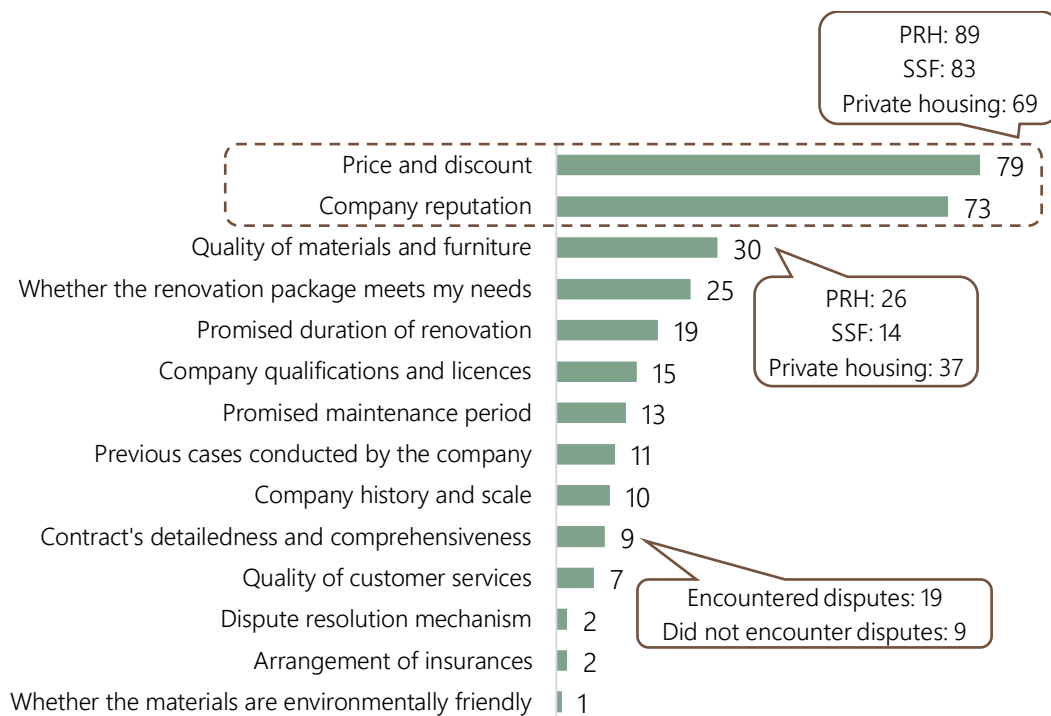 PRH: 89
SSF: 83
Private housing: 69
Price and discount 79
Company reputation 73
Quality of materials and furniture 30
Whether the renovation package meets my needs 25
PRH: 26
SSF: 14
Private housing: 37
Promised duration of renovation 19
Company qualifications and licences 15
Promised maintenance period 13
Previous cases conducted by the company 11
Company history and scale 10
Contract's detailedness and comprehensiveness 9
Quality of customer services 7
Encountered disputes: 19
Did not encounter disputes: 9
Dispute resolution mechanism 2
Arrangement of insurances 2
Whether the materials are environmentally friendly 1